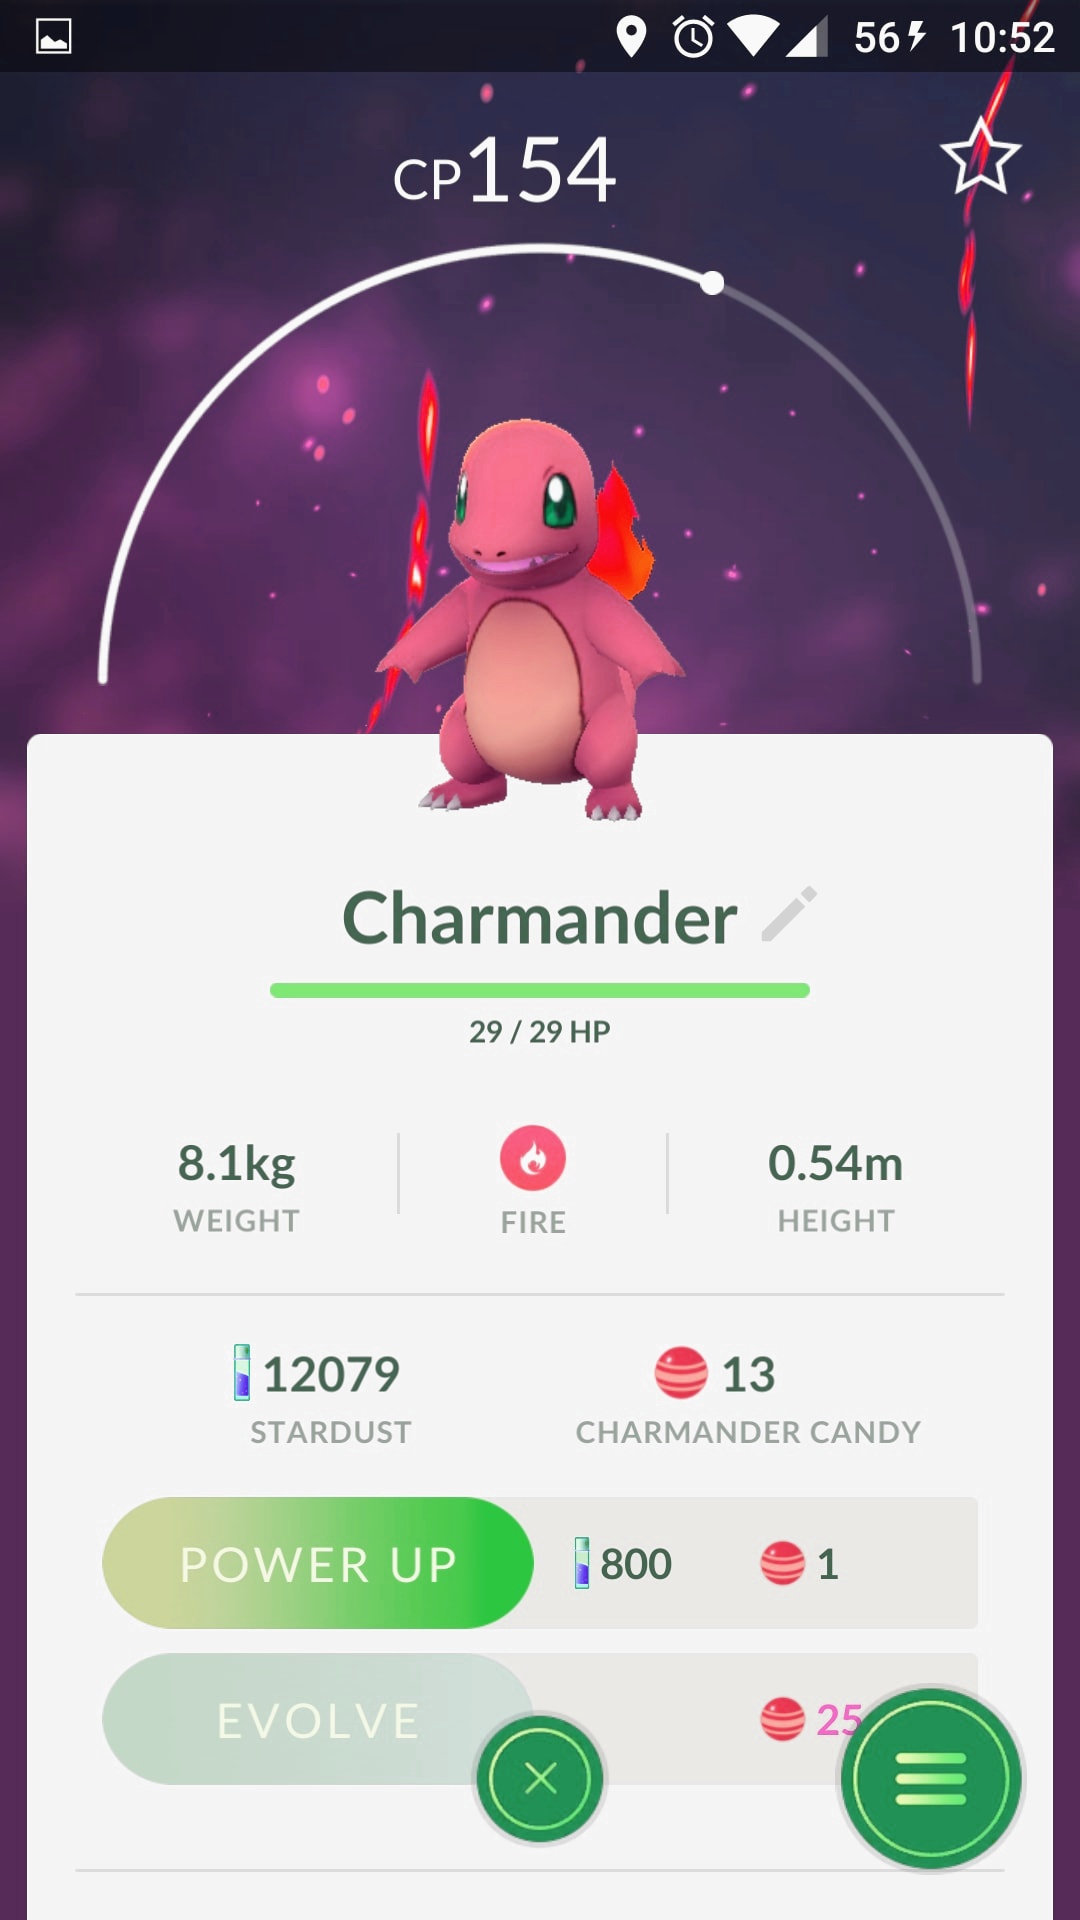 56 10:52
CP154
Charmander
29 / 29 HP
8.1kg
WEIGHT
FIRE
0.54m
HEIGHT
12079
STARDUST
13
CHARMANDER CANDY
POWER UP 800 1
EVOLVE 25